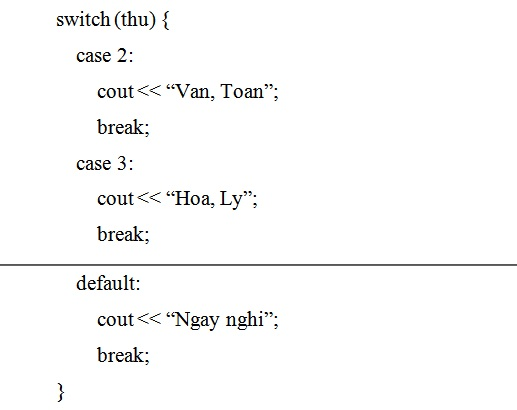 switch (thu) {
case 2:
cout << “Van, Toan”;
break;
case 3:
cout << “Hoa, Ly”;
break;
default:
cout << “Ngay nghi”;
break;
}